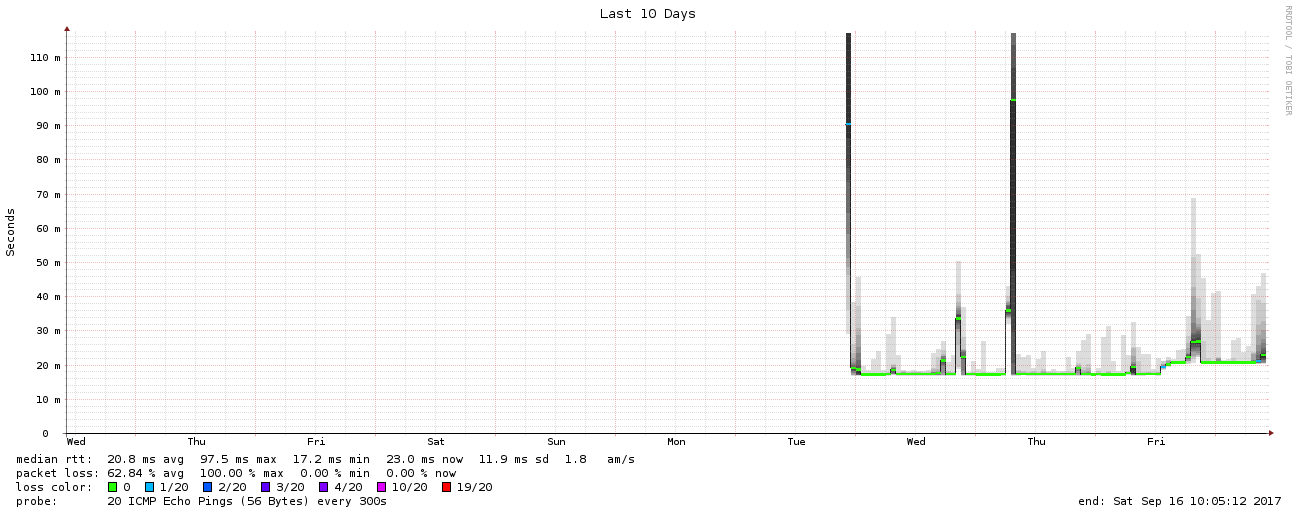 Last 10 Days
RRDTOOL / TOBI OETIKER
Seconds
110 m
100 m
90 m
80 m
70 m
60 m
50 m
40 m
30 m
20 m
10 m
0
Wed Thu Fri Sat Sun Mon Tue Wed Thu Fri
median rtt: 20.8 ms avg 97.5 ms max 17.2 ms min 23.0 ms now 11.9 ms sd 1.8 am/s
packet loss: 62.84 % avg 100.00 % max 0.00 % min 0.00 % now
loss color: 0 1/20 2/20 3/20 4/20 10/20 19/20
probe: 20 ICMP Echo Pings (56 Bytes) every 300s end: Sat Sep 16 10:05:12 2017